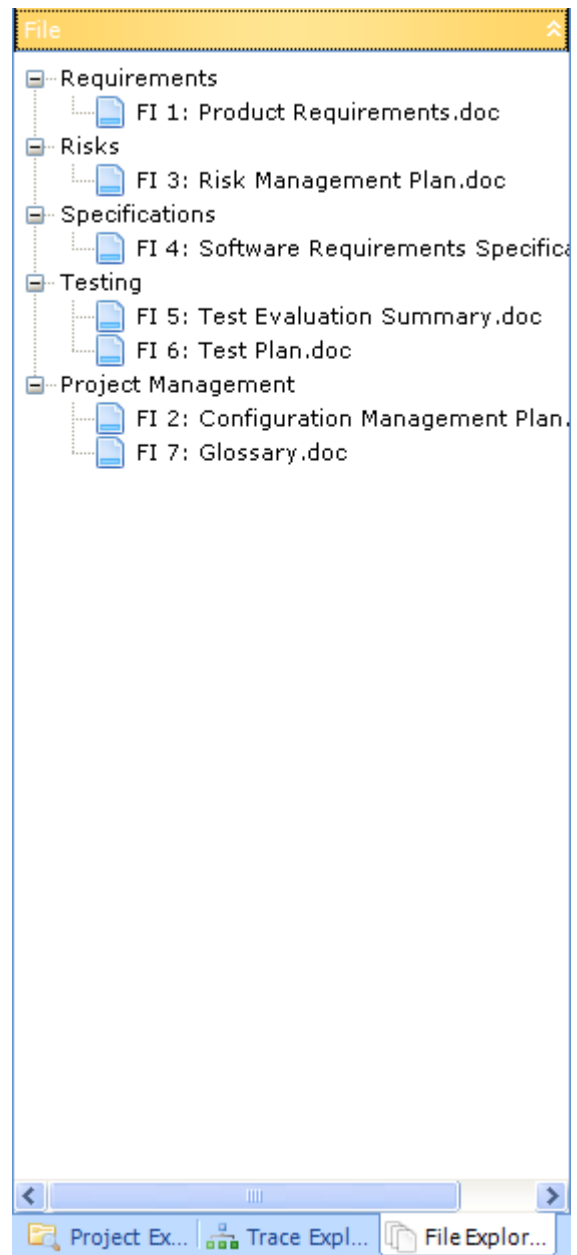 File
Requirements
FI 1: Product Requirements.doc
Risks
FI 3: Risk Management Plan.doc
Specifications
FI 4: Software Requirements Specifica
Testing
FI 5: Test Evaluation Summary.doc
FI 6: Test Plan.doc
Project Management
FI 2: Configuration Management Plan.
FI 7: Glossary.doc
Project Ex... Trace Expl... File Explor...